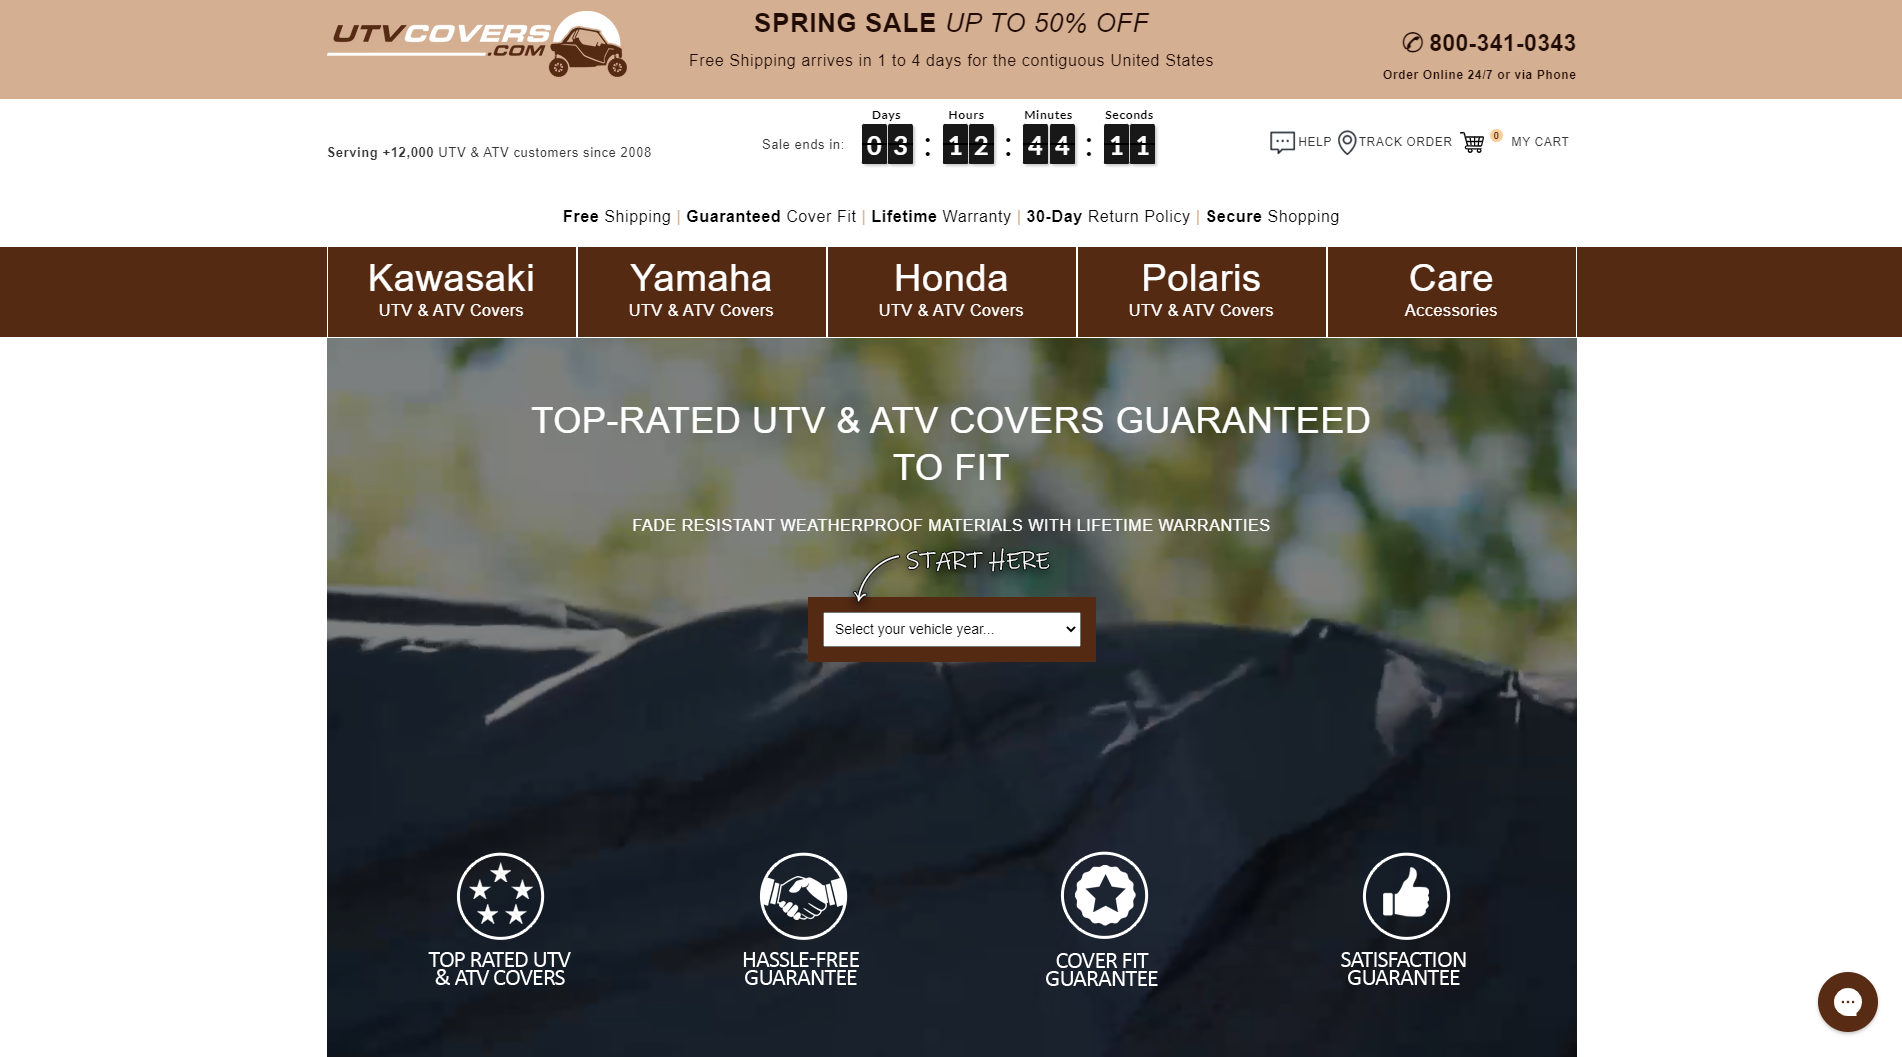 UTVCOVERS
.COM
SPRING SALE UP TO 50% OFF
Free Shipping arrives in 1 to 4 days for the contiguous United States
800-341-0343
Order Online 24/7 or via Phone
Serving +12,000 UTV & ATV customers since 2008
Sale ends in:
Days Hours Minutes Seconds
03 : 12 : 44 : 11
HELP TRACK ORDER 0 MY CART
Free Shipping | Guaranteed Cover Fit | Lifetime Warranty | 30-Day Return Policy | Secure Shopping
Kawasaki
UTV & ATV Covers
Yamaha
UTV & ATV Covers
Honda
UTV & ATV Covers
Polaris
UTV & ATV Covers
Care
Accessories
TOP-RATED UTV & ATV COVERS GUARANTEED
TO FIT
FADE RESISTANT WEATHERPROOF MATERIALS WITH LIFETIME WARRANTIES
START HERE
Select your vehicle year...
TOP RATED UTV
& ATV COVERS
HASSLE-FREE
GUARANTEE
COVER FIT
GUARANTEE
SATISFACTION
GUARANTEE